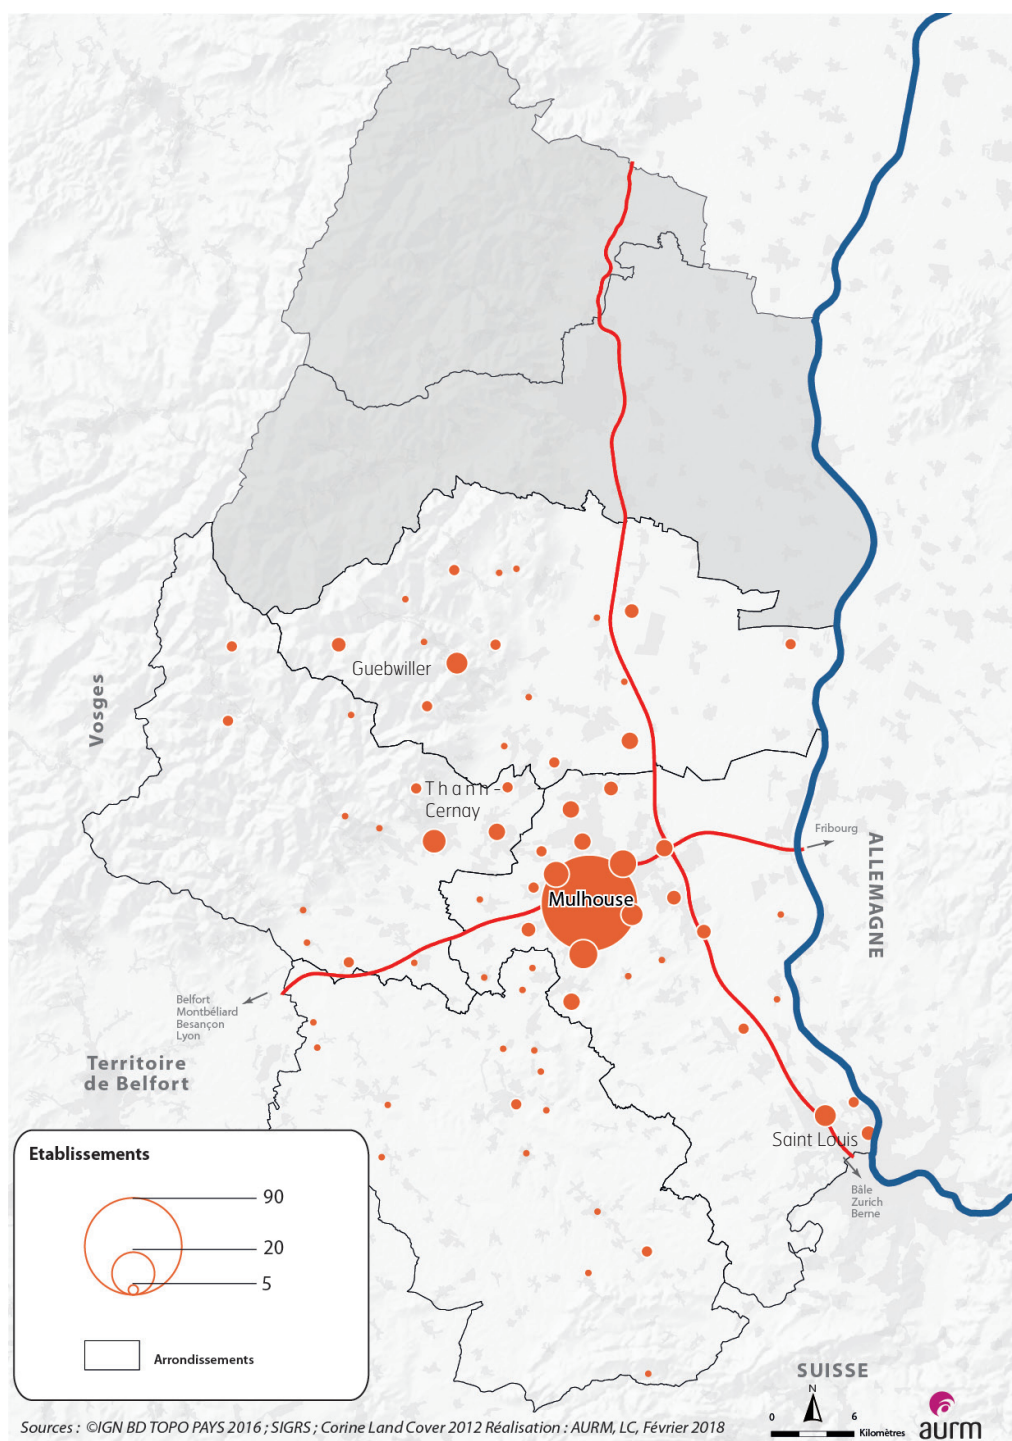 Guebwiller
Vosges
Thann-
Cernay
Fribourg
ALLEMAGNE
Mulhouse
Belfort
Montbéliard
Besançon
Lyon
Territoire
de Belfort
Saint Louis
Bâle
Zurich
Berne
Etablissements
90
20
5
Arrondissements
SUISSE
N
0 6
Kilomètres
aurm
Sources : ©IGN BD TOPO PAYS 2016 ; SIGRS ; Corine Land Cover 2012 Réalisation : AURM, LC, Février 2018